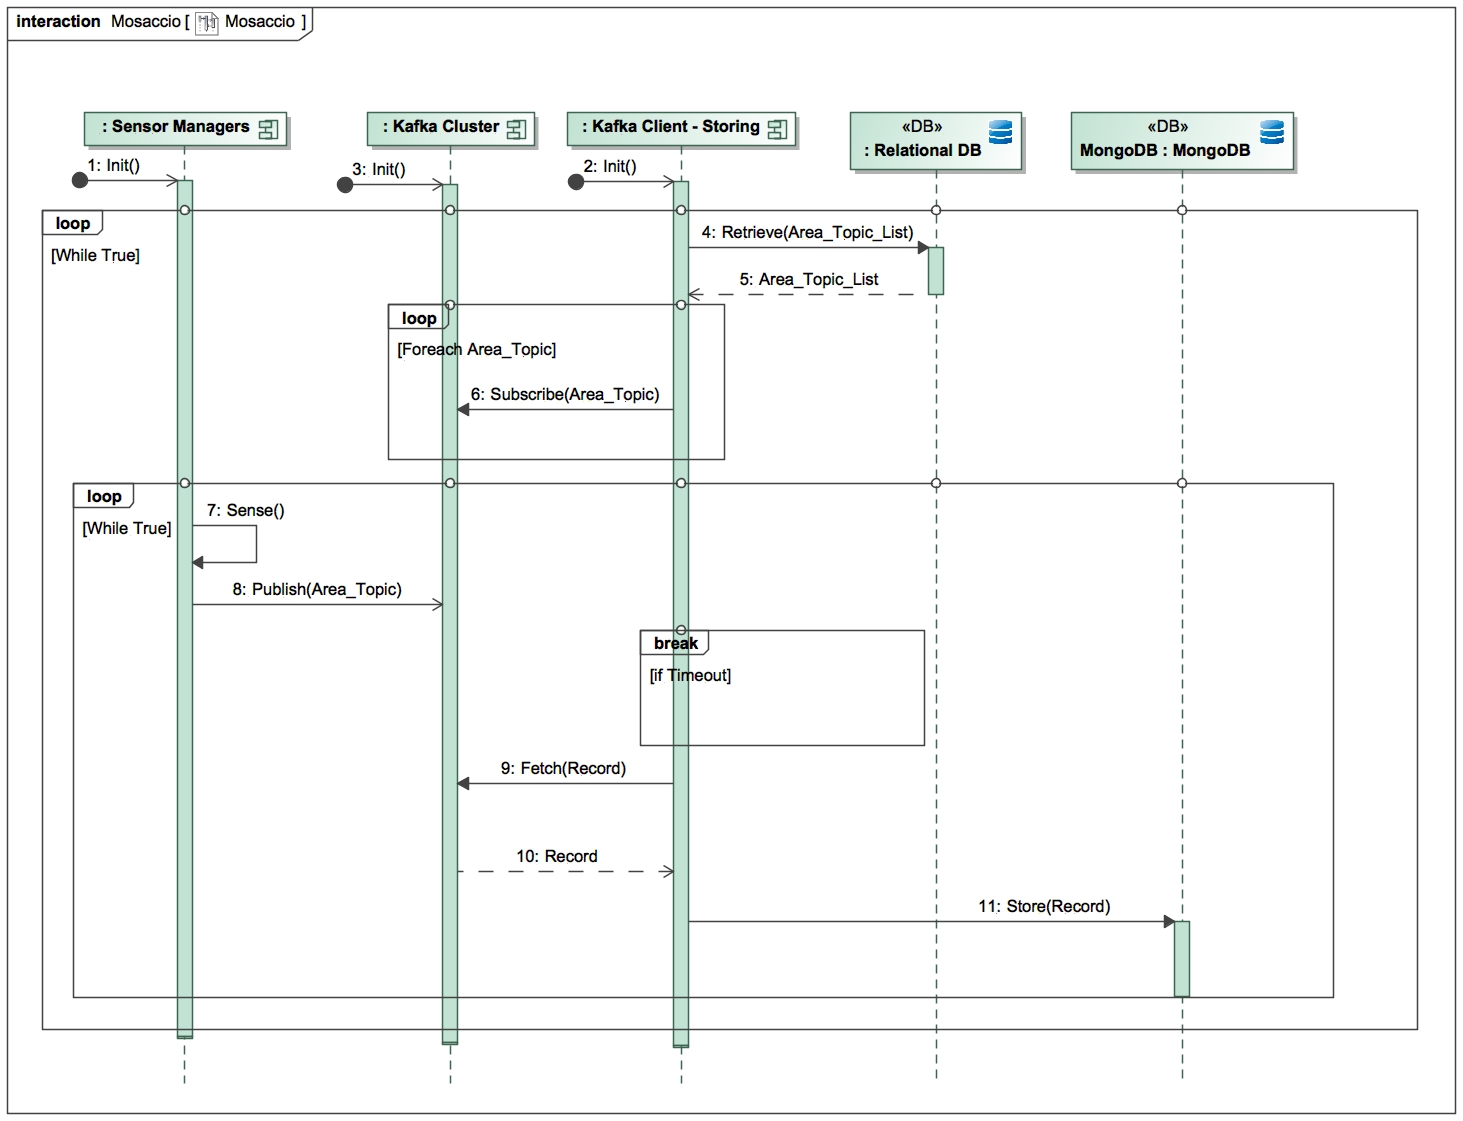 interaction Mosaccio [ Mosaccio ]
: Sensor Managers
: Kafka Cluster
: Kafka Client - Storing
«DB»
: Relational DB
«DB»
MongoDB : MongoDB
1: Init()
3: Init()
2: Init()
loop
[While True]
4: Retrieve(Area_Topic_List)
5: Area_Topic_List
loop
[Foreach Area_Topic]
6: Subscribe(Area_Topic)
loop
[While True]
7: Sense()
8: Publish(Area_Topic)
break
[if Timeout]
9: Fetch(Record)
10: Record
11: Store(Record)